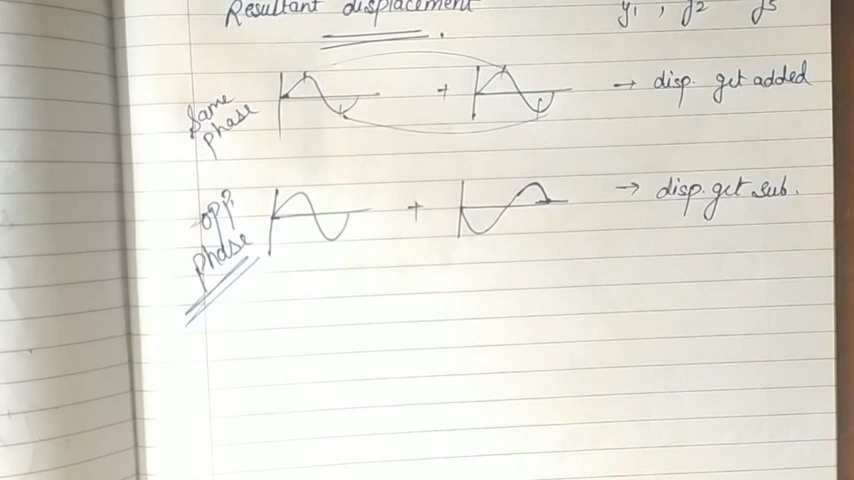 Resultant displacement
y1 , y2 y3
Same phase + → disp. get added
opp. phase + → disp. get sub.